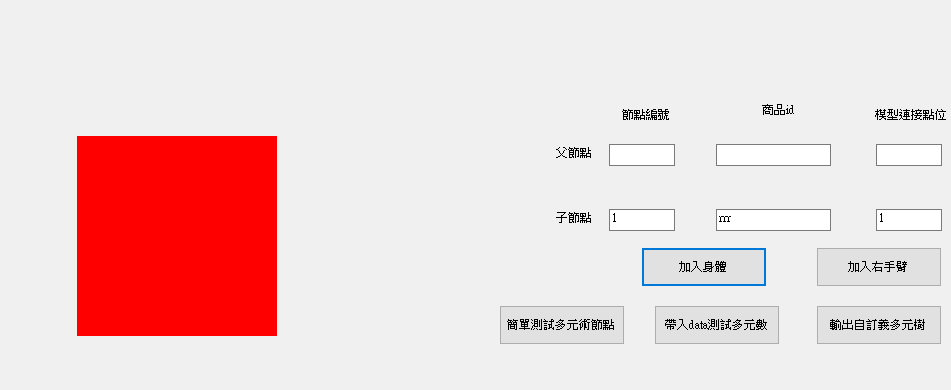 節點編號 商品id 模型連接點位
父節點
子節點 1 rrr 1
加入身體 加入右手臂
簡單測試多元術節點 帶入data測試多元數 輸出自訂義多元樹